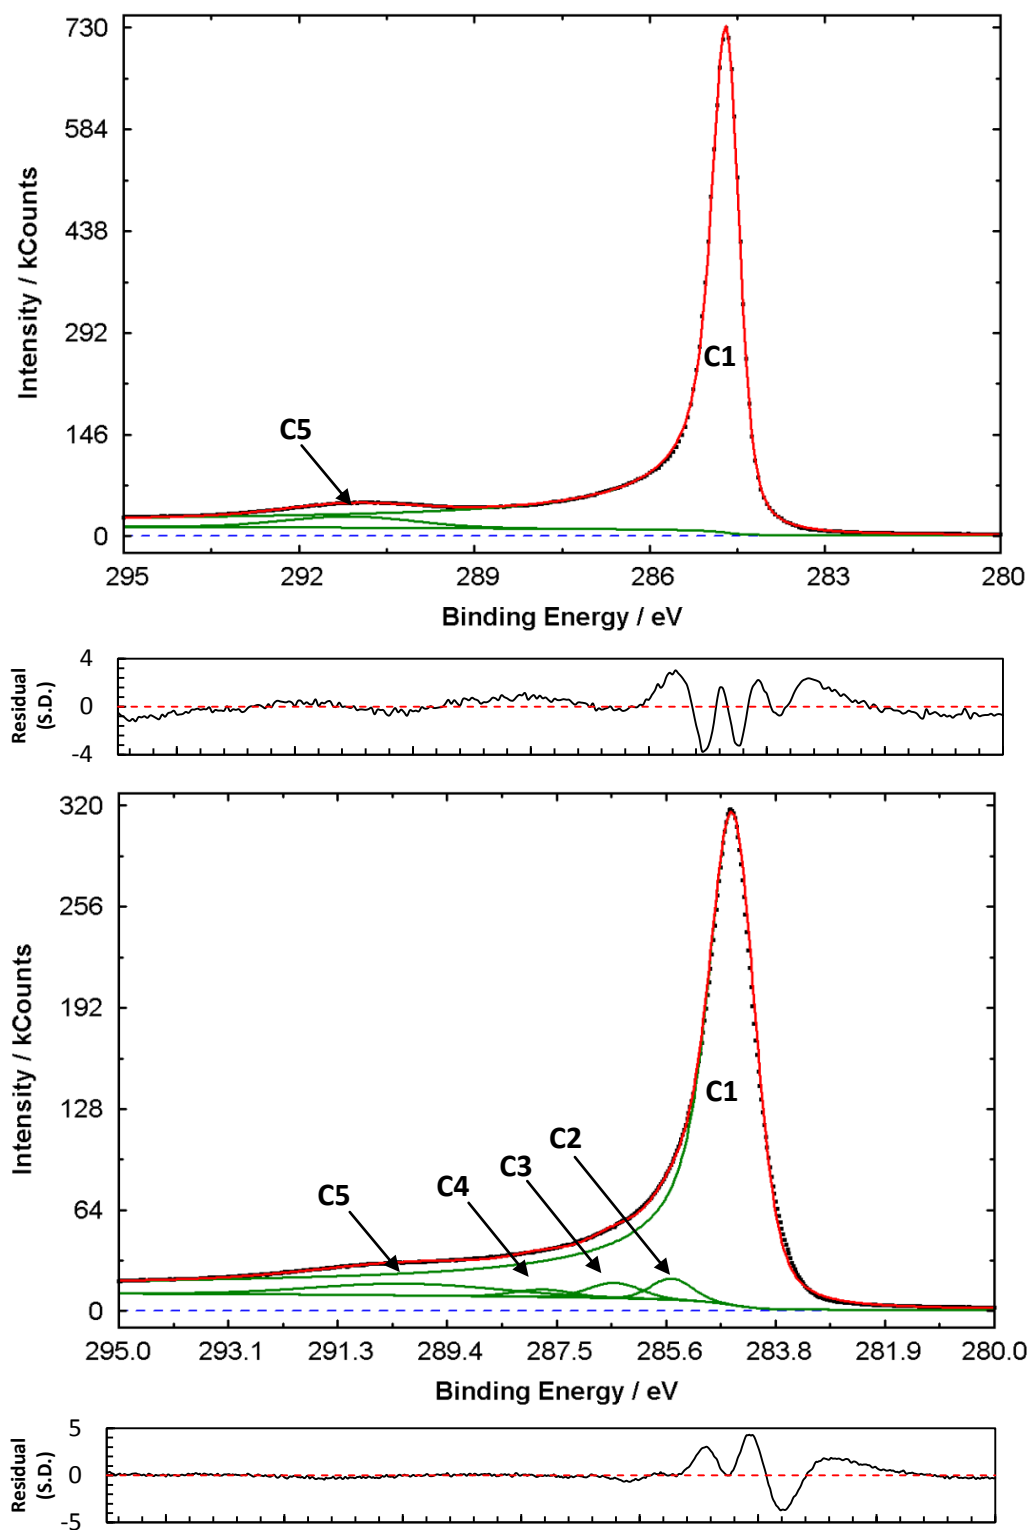 730
584
438
292
146
0
Intensity / kCounts
C1
C5
295 292 289 286 283 280
Binding Energy / eV
Residual
(S.D.)
4
0
-4
320
256
192
128
64
0
Intensity / kCounts
C1
C2
C3
C4
C5
295.0 293.1 291.3 289.4 287.5 285.6 283.8 281.9 280.0
Binding Energy / eV
Residual
(S.D.)
5
0
-5